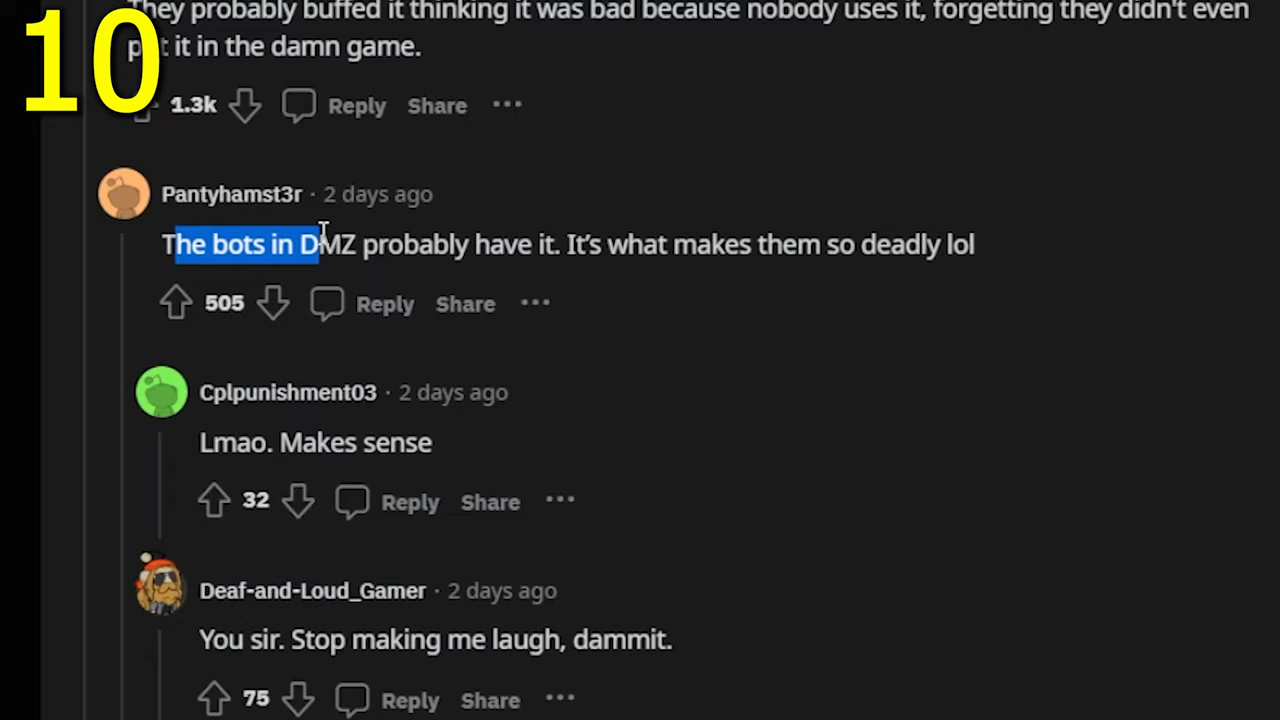 They probably buffed it thinking it was bad because nobody uses it, forgetting they didn't even
10
put it in the damn game.
1.3k Reply Share ···
Pantyhamst3r · 2 days ago
The bots in DMZ probably have it. It’s what makes them so deadly lol
505 Reply Share ···
Cplpunishment03 · 2 days ago
Lmao. Makes sense
32 Reply Share ···
Deaf-and-Loud_Gamer · 2 days ago
You sir. Stop making me laugh, dammit.
75 Reply Share ···